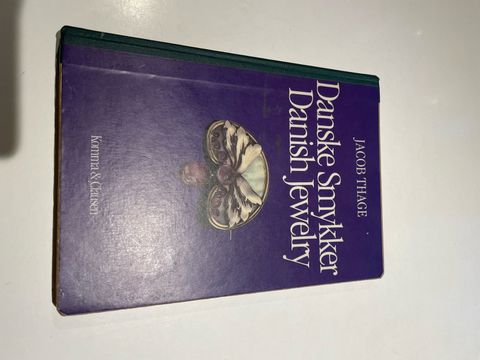 JACOB THAGE
Danske Smykker
Danish Jewelry
Komma & Clausen